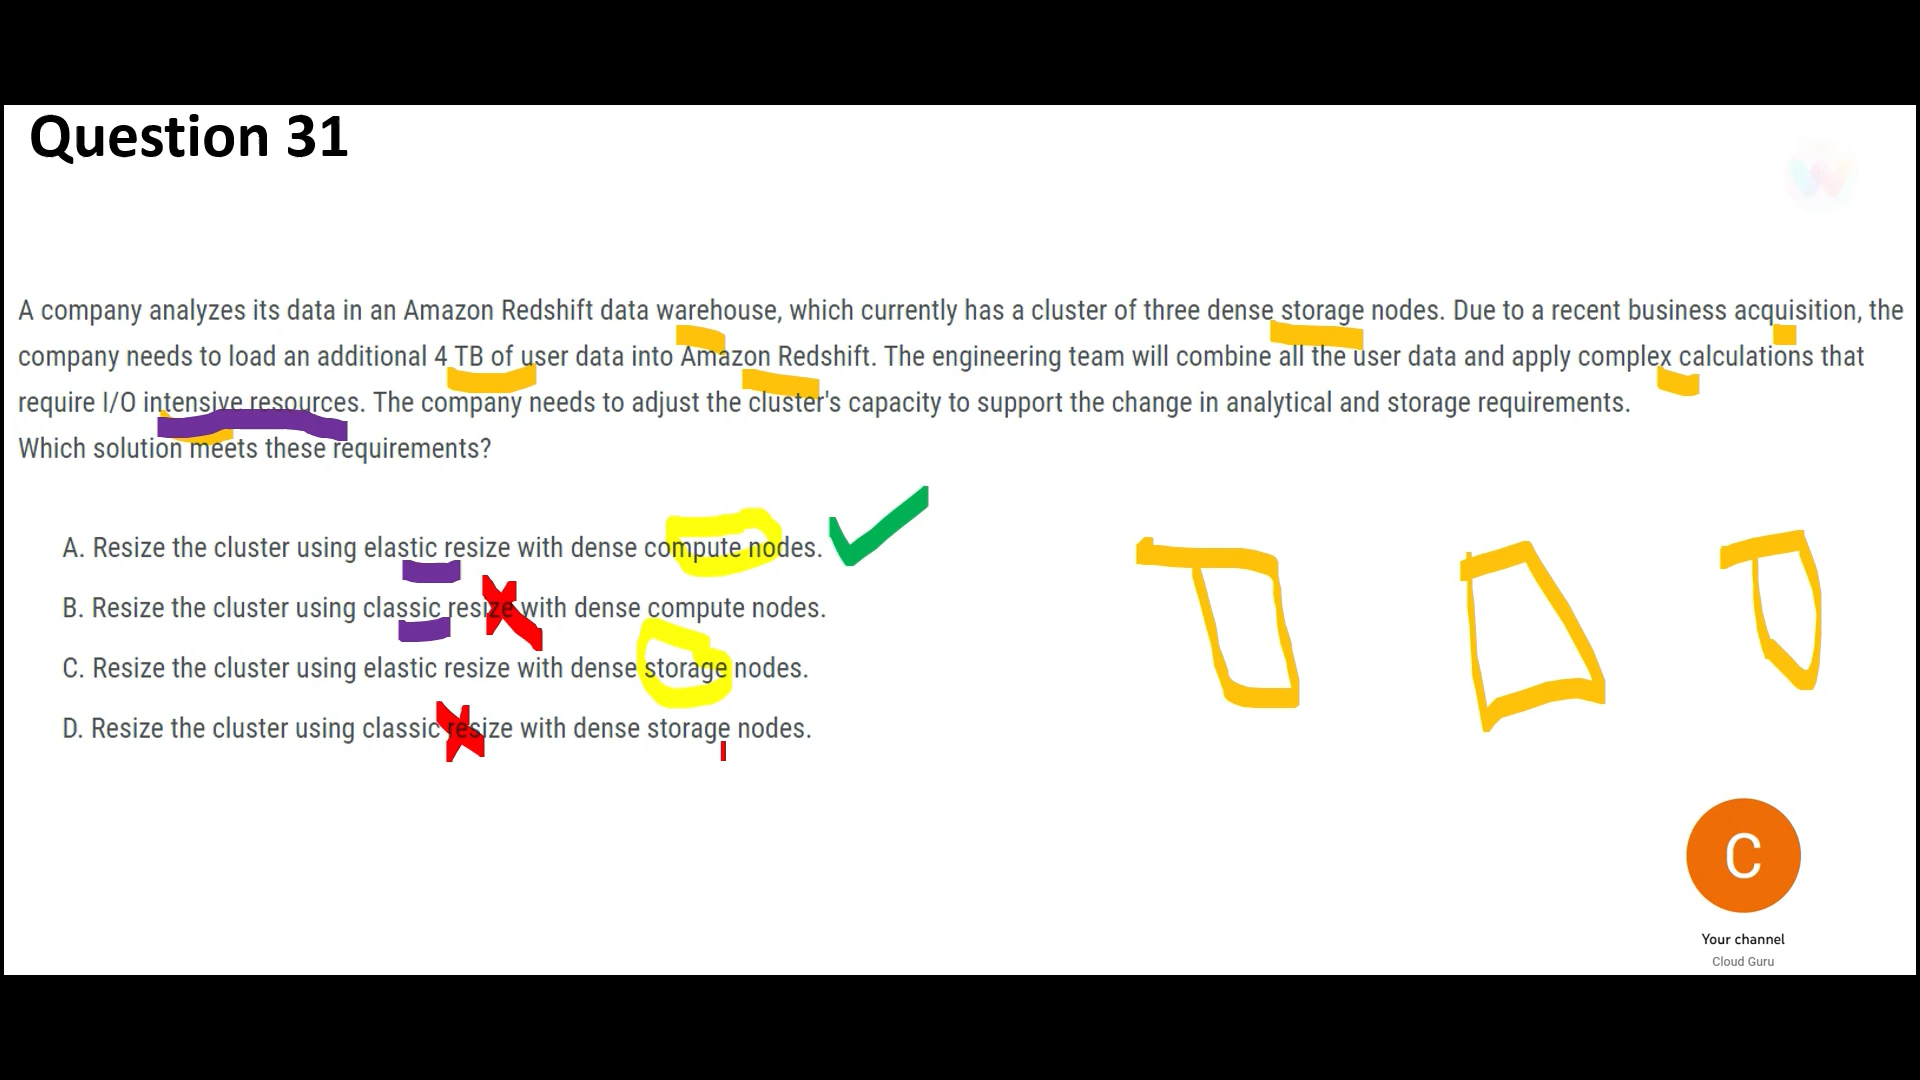 Question 31
A company analyzes its data in an Amazon Redshift data warehouse, which currently has a cluster of three dense storage nodes. Due to a recent business acquisition, the
company needs to load an additional 4 TB of user data into Amazon Redshift. The engineering team will combine all the user data and apply complex calculations that
require I/O intensive resources. The company needs to adjust the cluster's capacity to support the change in analytical and storage requirements.
Which solution meets these requirements?
A. Resize the cluster using elastic resize with dense compute nodes.
B. Resize the cluster using classic resize with dense compute nodes.
C. Resize the cluster using elastic resize with dense storage nodes.
D. Resize the cluster using classic resize with dense storage nodes.
C
Your channel
Cloud Guru